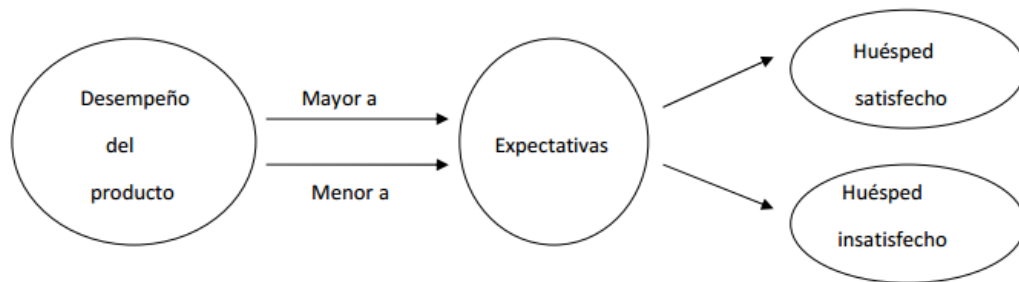 Desempeño
del
producto
Mayor a
Menor a
Expectativas
Huésped
satisfecho
Huésped
insatisfecho